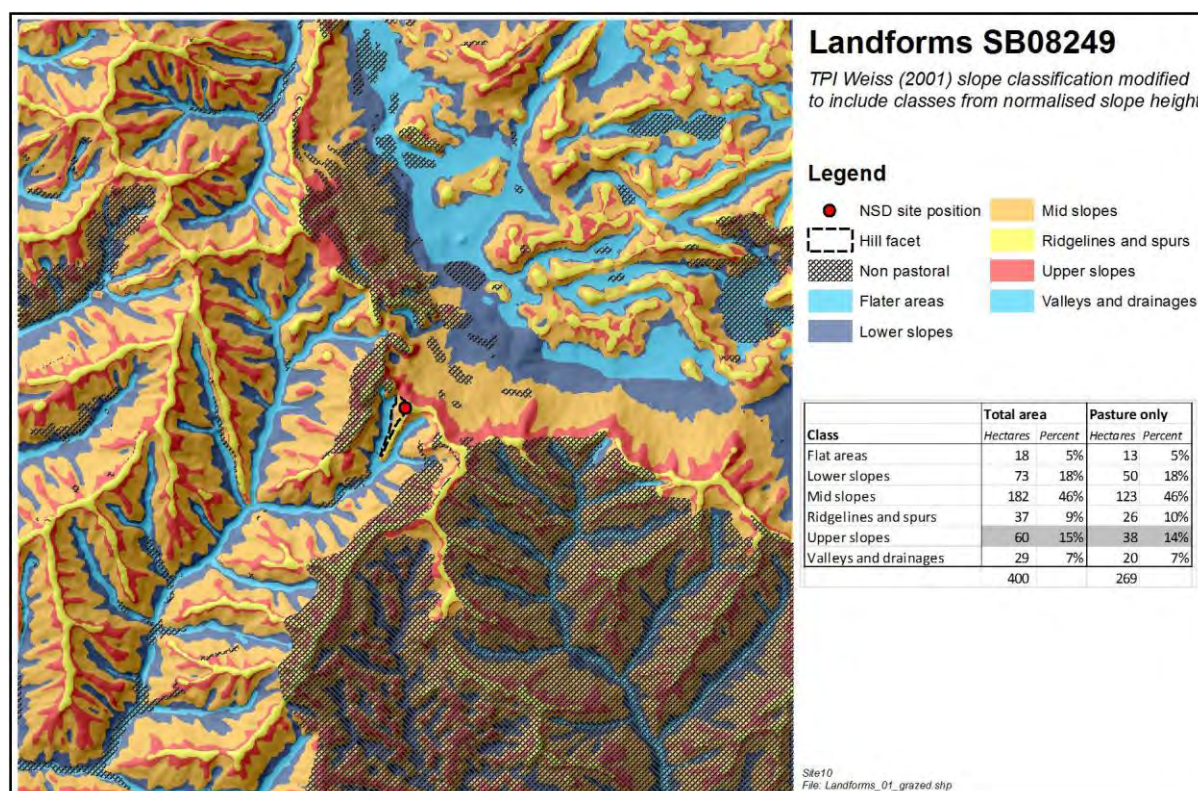 Landforms SB08249
TPI Weiss (2001) slope classification modified
to include classes from normalised slope height
Legend
NSD site position
Hill facet
Non pastoral
Flater areas
Lower slopes
Mid slopes
Ridgelines and spurs
Upper slopes
Valleys and drainages
Total area Pasture only
Class Hectares Percent Hectares Percent
Flat areas 18 5% 13 5%
Lower slopes 73 18% 50 18%
Mid slopes 182 46% 123 46%
Ridgelines and spurs 37 9% 26 10%
Upper slopes 60 15% 38 14%
Valleys and drainages 29 7% 20 7%
400 269
Site10
File: Landforms_01_grazed.shp